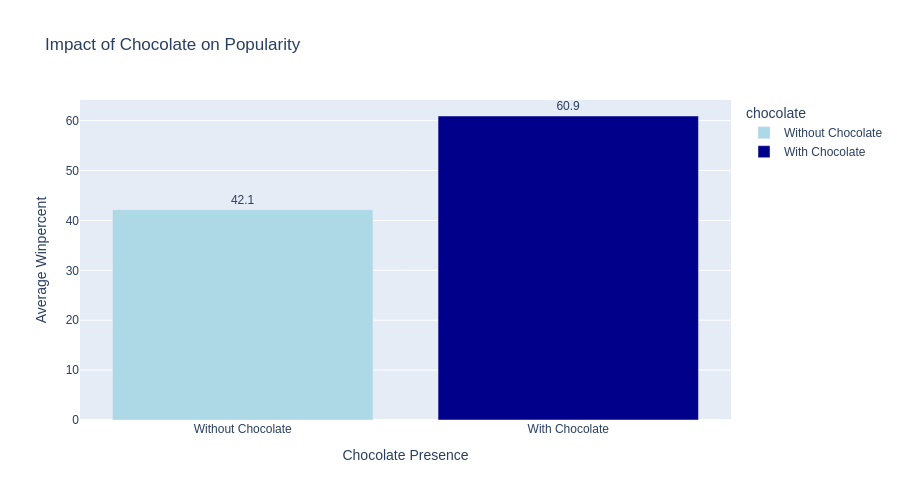 Impact of Chocolate on Popularity
60.9
42.1
60
50
40
30
20
10
0
Average Winpercent
Without Chocolate
With Chocolate
Chocolate Presence
chocolate
Without Chocolate
With Chocolate